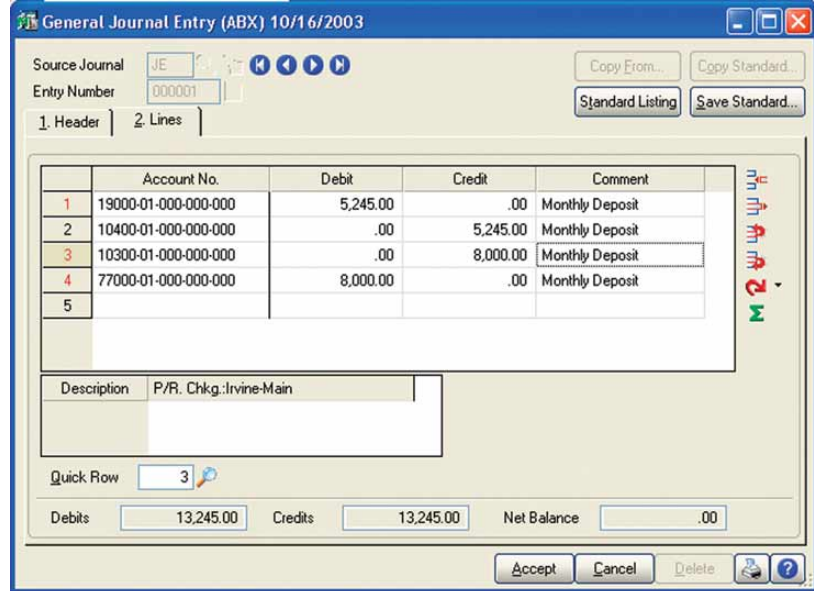 General Journal Entry (ABX) 10/16/2003
Source Journal JE Copy From... Copy Standard...
Entry Number 000001 Standard Listing Save Standard...
1. Header 2. Lines
Account No. Debit Credit Comment
1 19000-01-000-000-000 5,245.00 .00 Monthly Deposit
2 10400-01-000-000-000 .00 5,245.00 Monthly Deposit
3 10300-01-000-000-000 .00 8,000.00 Monthly Deposit
4 77000-01-000-000-000 8,000.00 .00 Monthly Deposit
5
Description P/R. Chkg.:Irvine-Main
Quick Row 3
Debits 13,245.00 Credits 13,245.00 Net Balance .00
Accept Cancel Delete